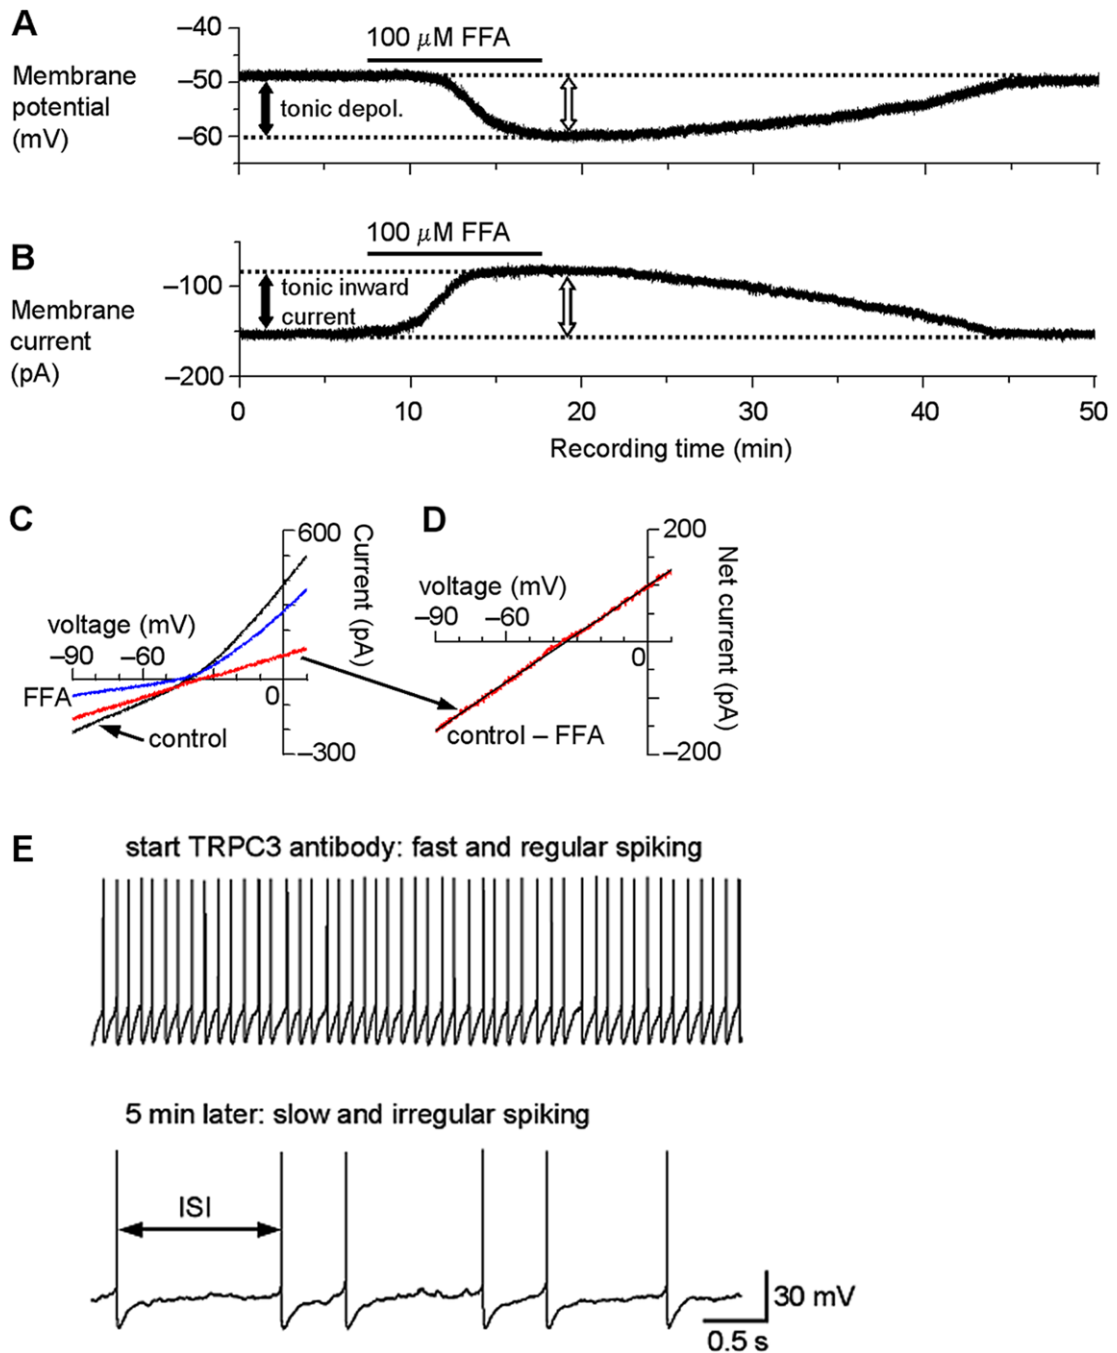 A
Membrane
potential
(mV)
–40
–50
–60
100 μM FFA
tonic depol.
B
Membrane
current
(pA)
–100
–200
100 μM FFA
tonic inward
current
0
10
20
30
40
50
Recording time (min)
C
600
Current (pA)
voltage (mV)
–90
–60
0
FFA
control
–300
D
200
Net current (pA)
voltage (mV)
–90
–60
0
control – FFA
–200
E
start TRPC3 antibody: fast and regular spiking
5 min later: slow and irregular spiking
ISI
30 mV
0.5 s